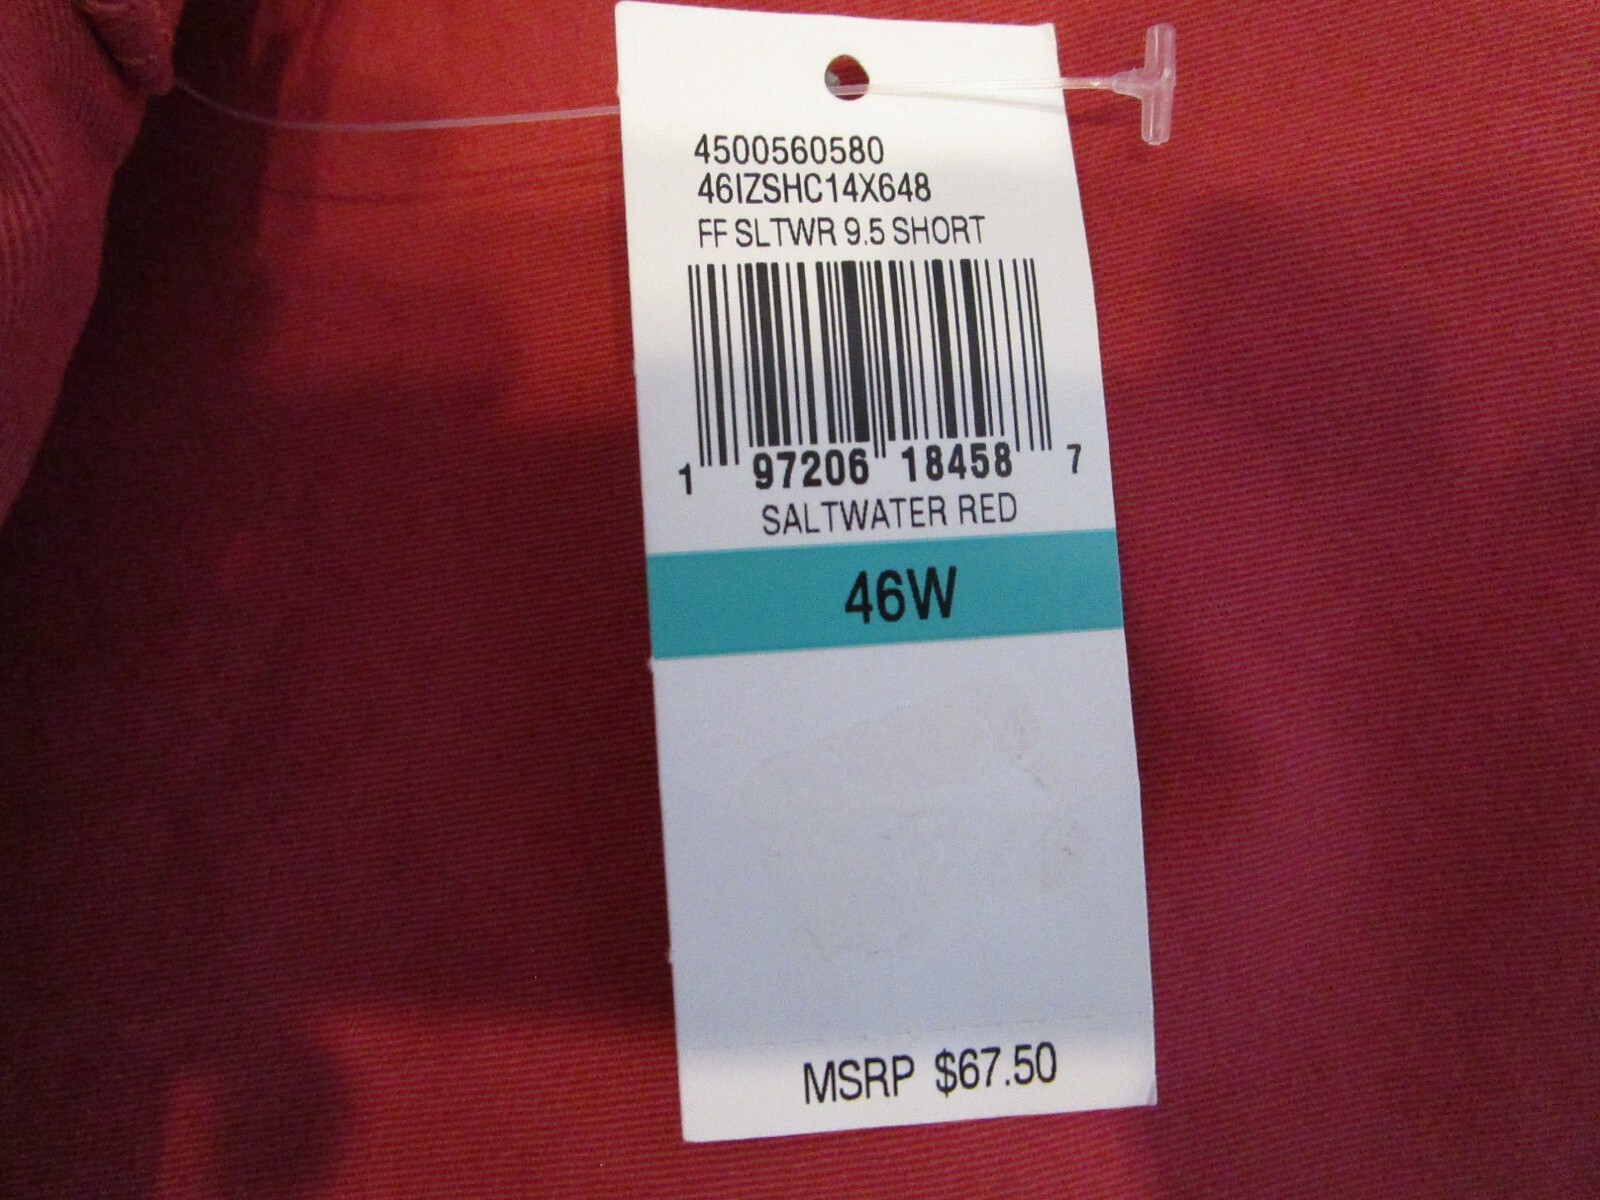 4500560580
46IZSHC14X648
FF SLTWR 9.5 SHORT
1 97206 18458 7
SALTWATER RED
46W
MSRP $67.50